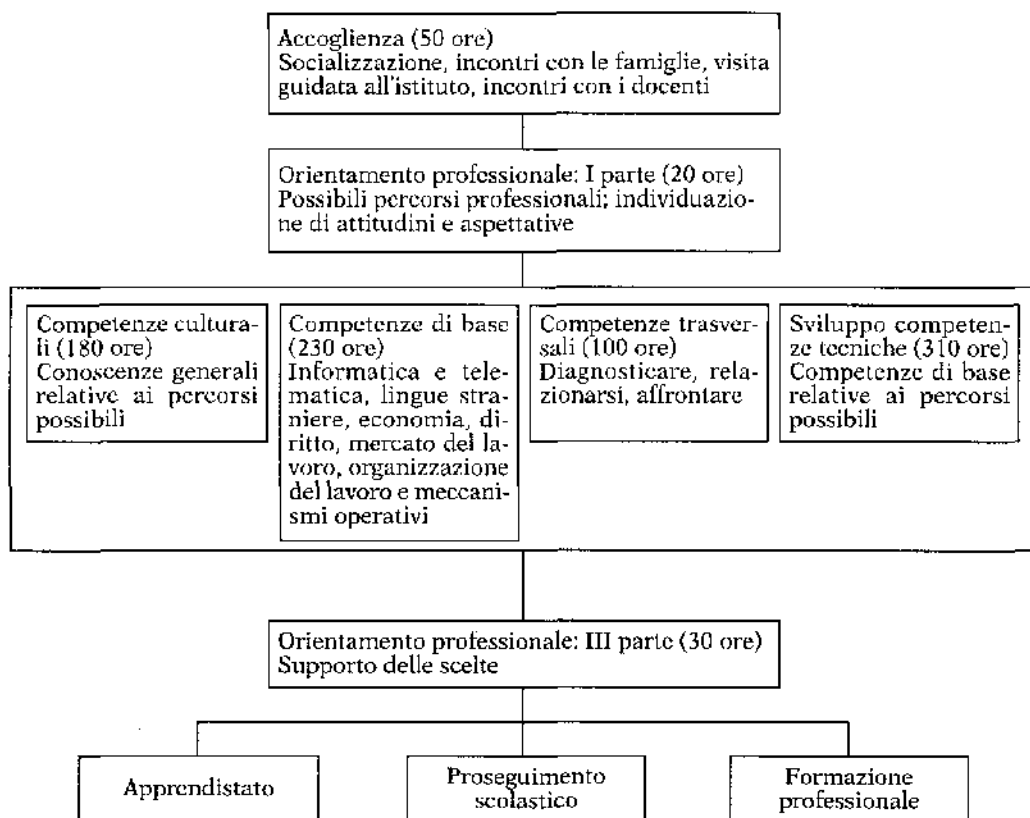 Accoglienza (50 ore)
Socializzazione, incontri con le famiglie, visita
guidata all'istituto, incontri con i docenti
Orientamento professionale: I parte (20 ore)
Possibili percorsi professionali; individuazio-
ne di attitudini e aspettative
Competenze cultura-
li (180 ore)
Conoscenze generali
relative ai percorsi
possibili
Competenze di base
(230 ore)
Informatica e tele-
matica, lingue stra-
niere, economia, di-
ritto, mercato del la-
voro, organizzazione
del lavoro e meccani-
smi operativi
Competenze trasver-
sali (100 ore)
Diagnosticare, rela-
zionarsi, affrontare
Sviluppo competen-
ze tecniche (310 ore)
Competenze di base
relative ai percorsi
possibili
Orientamento professionale: III parte (30 ore)
Supporto delle scelte
Apprendistato
Proseguimento
scolastico
Formazione
professionale